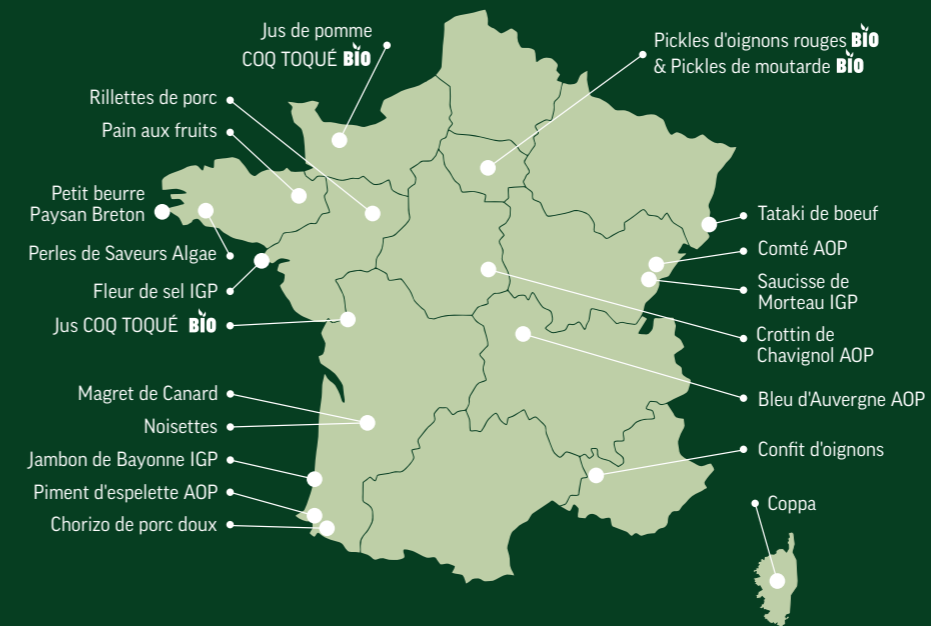 Jus de pomme
COQ TOQUÉ BIO
Rillettes de porc
Pain aux fruits
Petit beurre
Paysan Breton
Perles de Saveurs Algae
Fleur de sel IGP
Jus COQ TOQUÉ BIO
Magret de Canard
Noisettes
Jambon de Bayonne IGP
Piment d'espelette AOP
Chorizo de porc doux
Pickles d'oignons rouges BIO
& Pickles de moutarde BIO
Tataki de boeuf
Comté AOP
Saucisse de
Morteau IGP
Crottin de
Chavignol AOP
Bleu d'Auvergne AOP
Confit d'oignons
Coppa